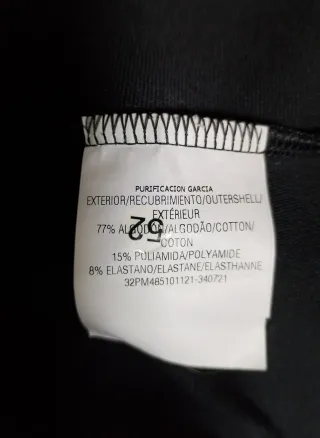 PURIFICACION GARCIA
EXTERIOR/RECUBRIMIENTO/OUTERSHELL/
EXTÉRIEUR
77% ALGODON/ALGODÃO/COTTON/
COTON
52
15% POLIAMIDA/POLYAMIDE
8% ELASTANO/ELASTANE/ELASTHANNE
32PM485101121-340721